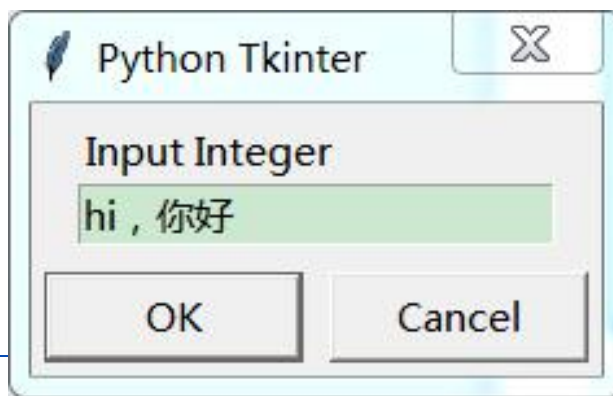 Python Tkinter
Input Integer
hi，你好
OK
Cancel